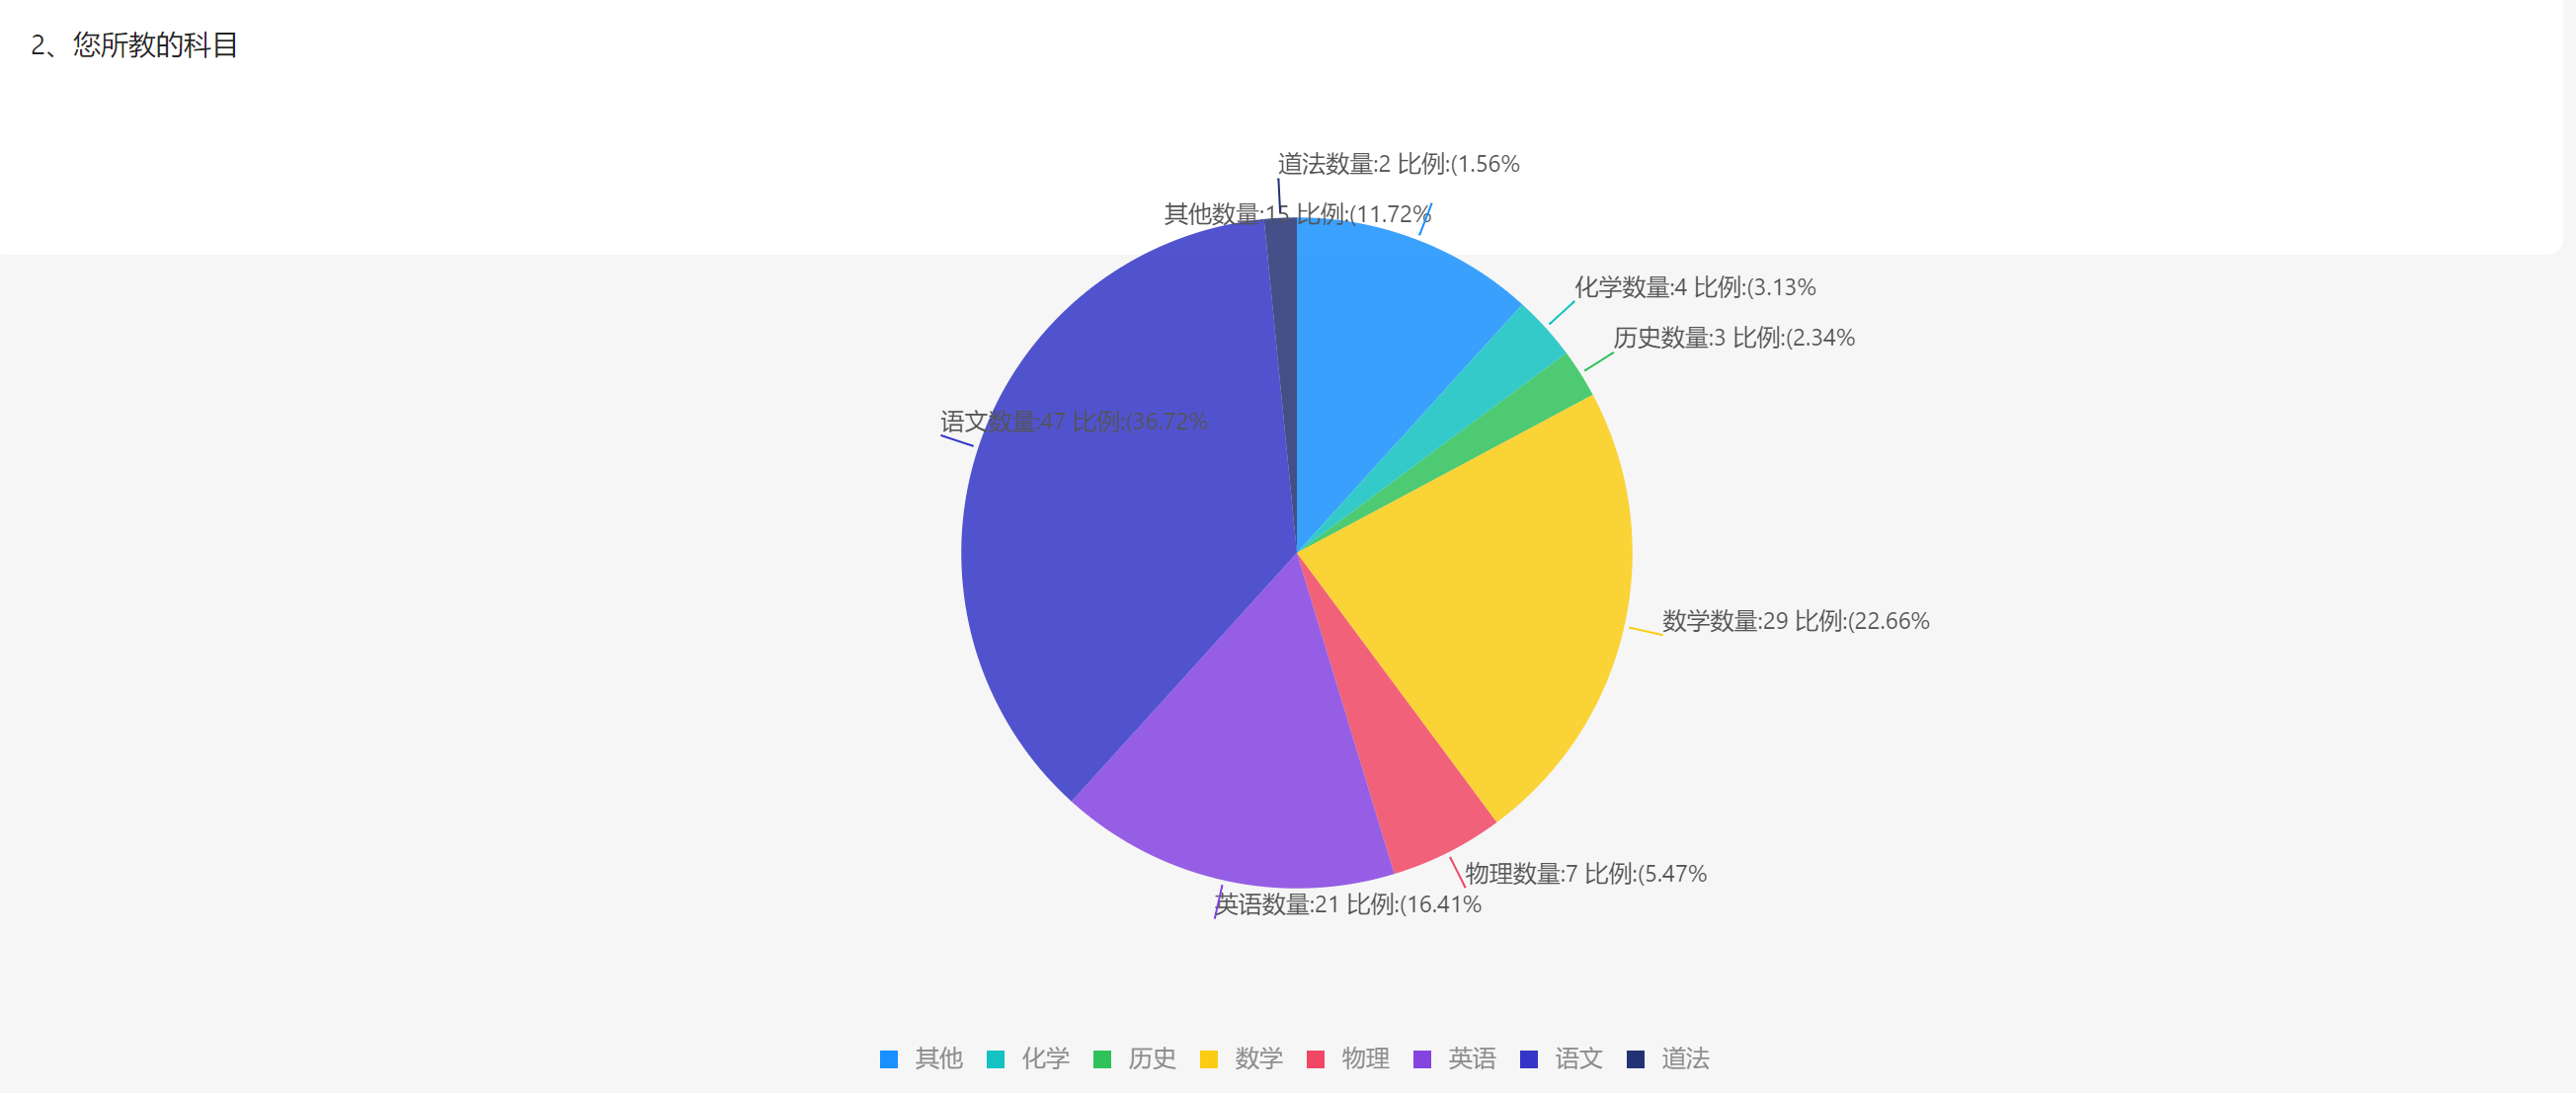 2、您所教的科目
道法数量:2 比例:(1.56%
其他数量:15 比例:(11.72%
化学数量:4 比例:(3.13%
历史数量:3 比例:(2.34%
语文数量:47 比例:(36.72%
数学数量:29 比例:(22.66%
物理数量:7 比例:(5.47%
英语数量:21 比例:(16.41%
其他 化学 历史 数学 物理 英语 语文 道法